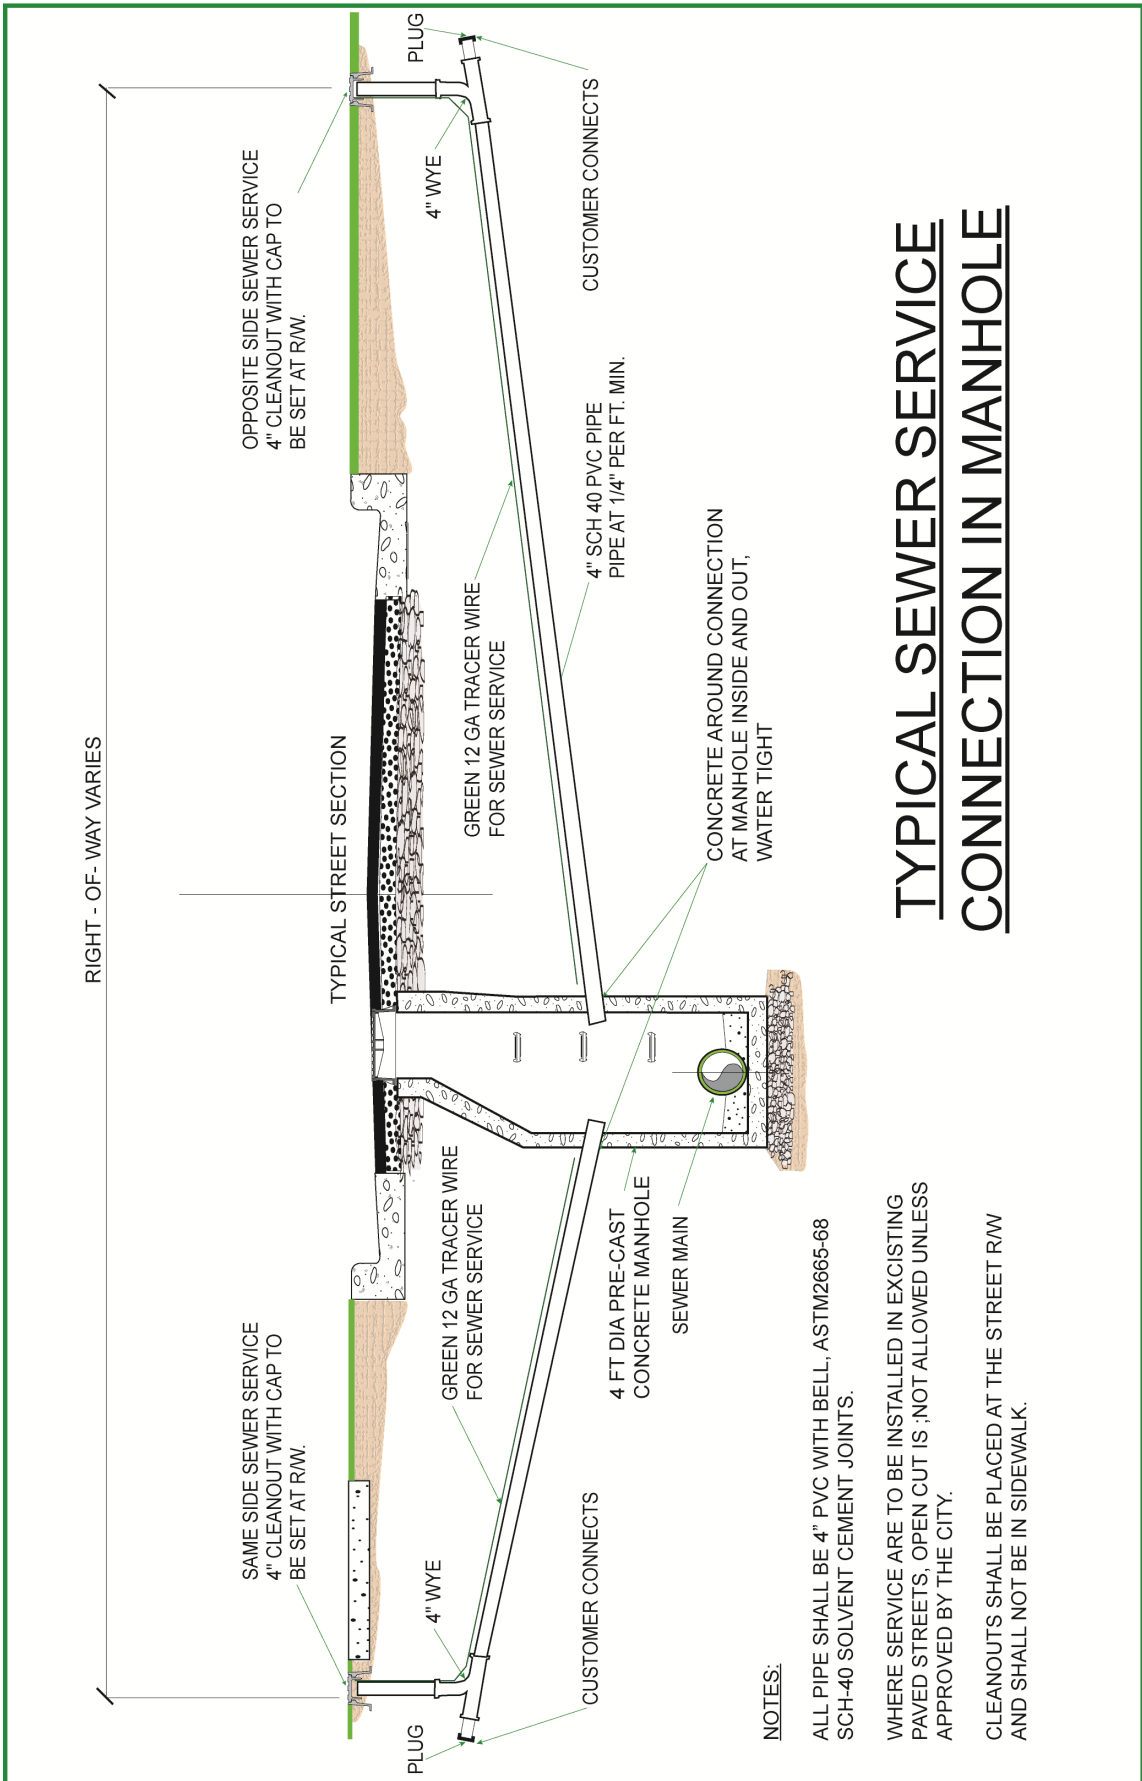 RIGHT - OF- WAY VARIES
SAME SIDE SEWER SERVICE
4" CLEANOUT WITH CAP TO
BE SET AT R/W.
OPPOSITE SIDE SEWER SERVICE
4" CLEANOUT WITH CAP TO
BE SET AT R/W.
TYPICAL STREET SECTION
PLUG
4" WYE
GREEN 12 GA TRACER WIRE
FOR SEWER SERVICE
GREEN 12 GA TRACER WIRE
FOR SEWER SERVICE
4" WYE
PLUG
CUSTOMER CONNECTS
4 FT DIA PRE-CAST
CONCRETE MANHOLE
SEWER MAIN
4" SCH 40 PVC PIPE
PIPE AT 1/4" PER FT. MIN.
CUSTOMER CONNECTS
CONCRETE AROUND CONNECTION
AT MANHOLE INSIDE AND OUT,
WATER TIGHT
NOTES:
ALL PIPE SHALL BE 4" PVC WITH BELL, ASTM2665-68
SCH-40 SOLVENT CEMENT JOINTS.
WHERE SERVICE ARE TO BE INSTALLED IN EXCISTING
PAVED STREETS, OPEN CUT IS ;NOT ALLOWED UNLESS
APPROVED BY THE CITY.
CLEANOUTS SHALL BE PLACED AT THE STREET R/W
AND SHALL NOT BE IN SIDEWALK.
TYPICAL SEWER SERVICE
CONNECTION IN MANHOLE